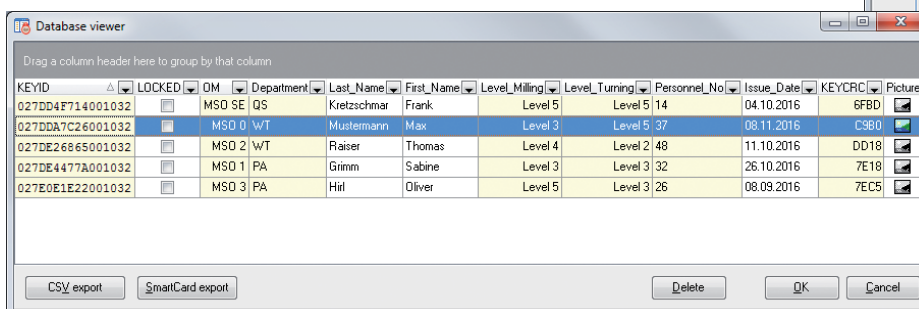 Database viewer
Drag a column header here to group by that column
KEYID LOCKED OM Department Last_Name First_Name Level_Milling Level_Turning Personnel_No Issue_Date KEYCRC Picture
027DD4F714001032 MSO SE QS Kretzschmar Frank Level 5 Level 5 14 04.10.2016 6FBD
027DDA7C26001032 MSO 0 WT Mustermann Max Level 3 Level 5 37 08.11.2016 C9B0
027DE26865001032 MSO 2 WT Raiser Thomas Level 4 Level 2 48 11.10.2016 DD18
027DE4477A001032 MSO 1 PA Grimm Sabine Level 3 Level 3 32 26.10.2016 7E18
027E0E1E22001032 MSO 3 PA Hirl Oliver Level 5 Level 3 26 08.09.2016 7EC5
CSV export SmartCard export Delete OK Cancel